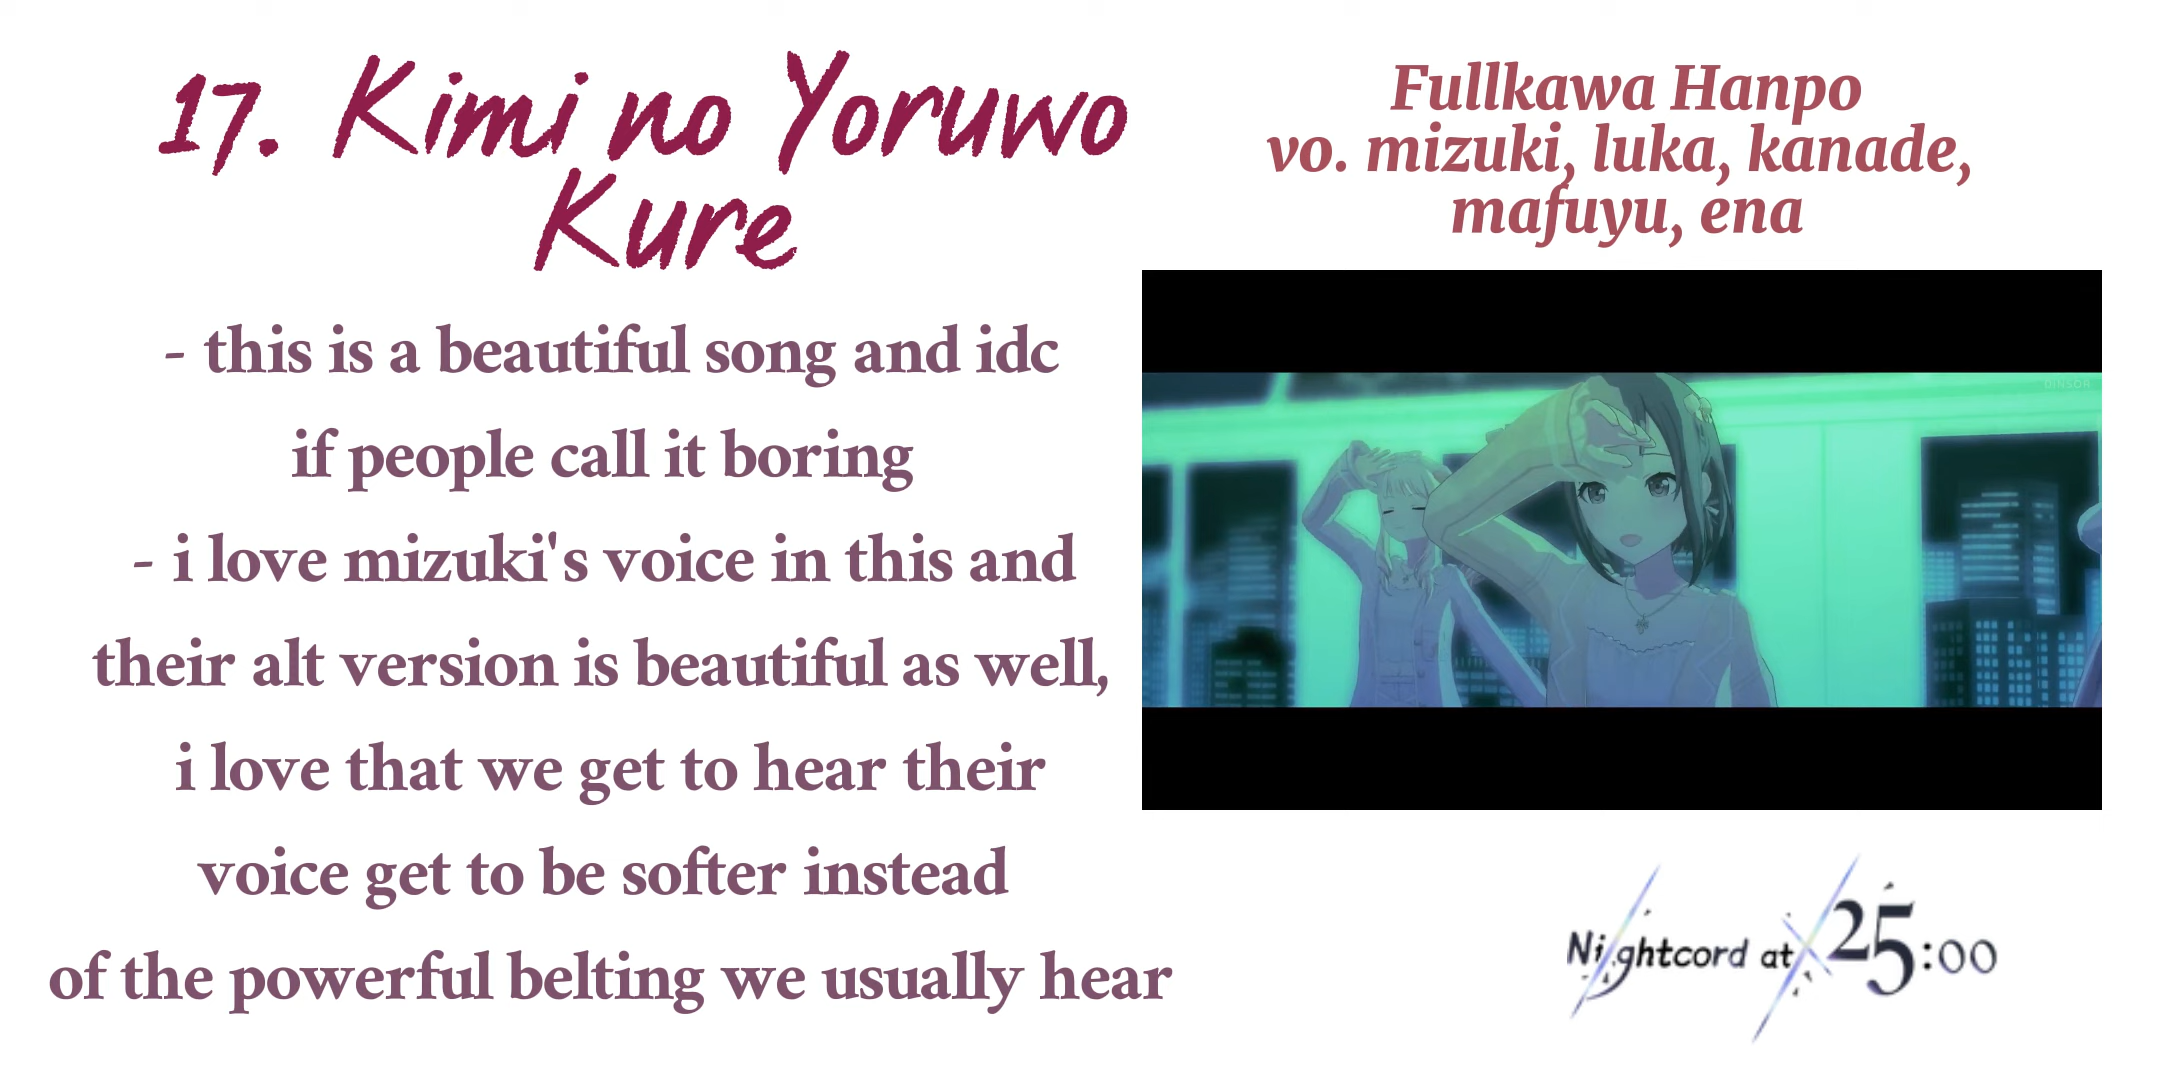 17. Kimi no Yoruwo
Kure
- this is a beautiful song and idc
if people call it boring
- i love mizuki's voice in this and
their alt version is beautiful as well,
i love that we get to hear their
voice get to be softer instead
of the powerful belting we usually hear
Fullkawa Hanpo
vo. mizuki, luka, kanade,
mafuyu, ena
DINSOR
Nightcord at 25:00